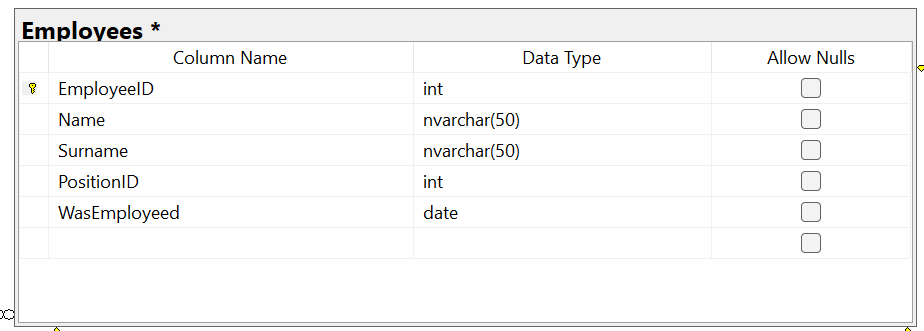 Employees *
Column Name Data Type Allow Nulls
EmployeeID int
Name nvarchar(50)
Surname nvarchar(50)
PositionID int
WasEmployeed date